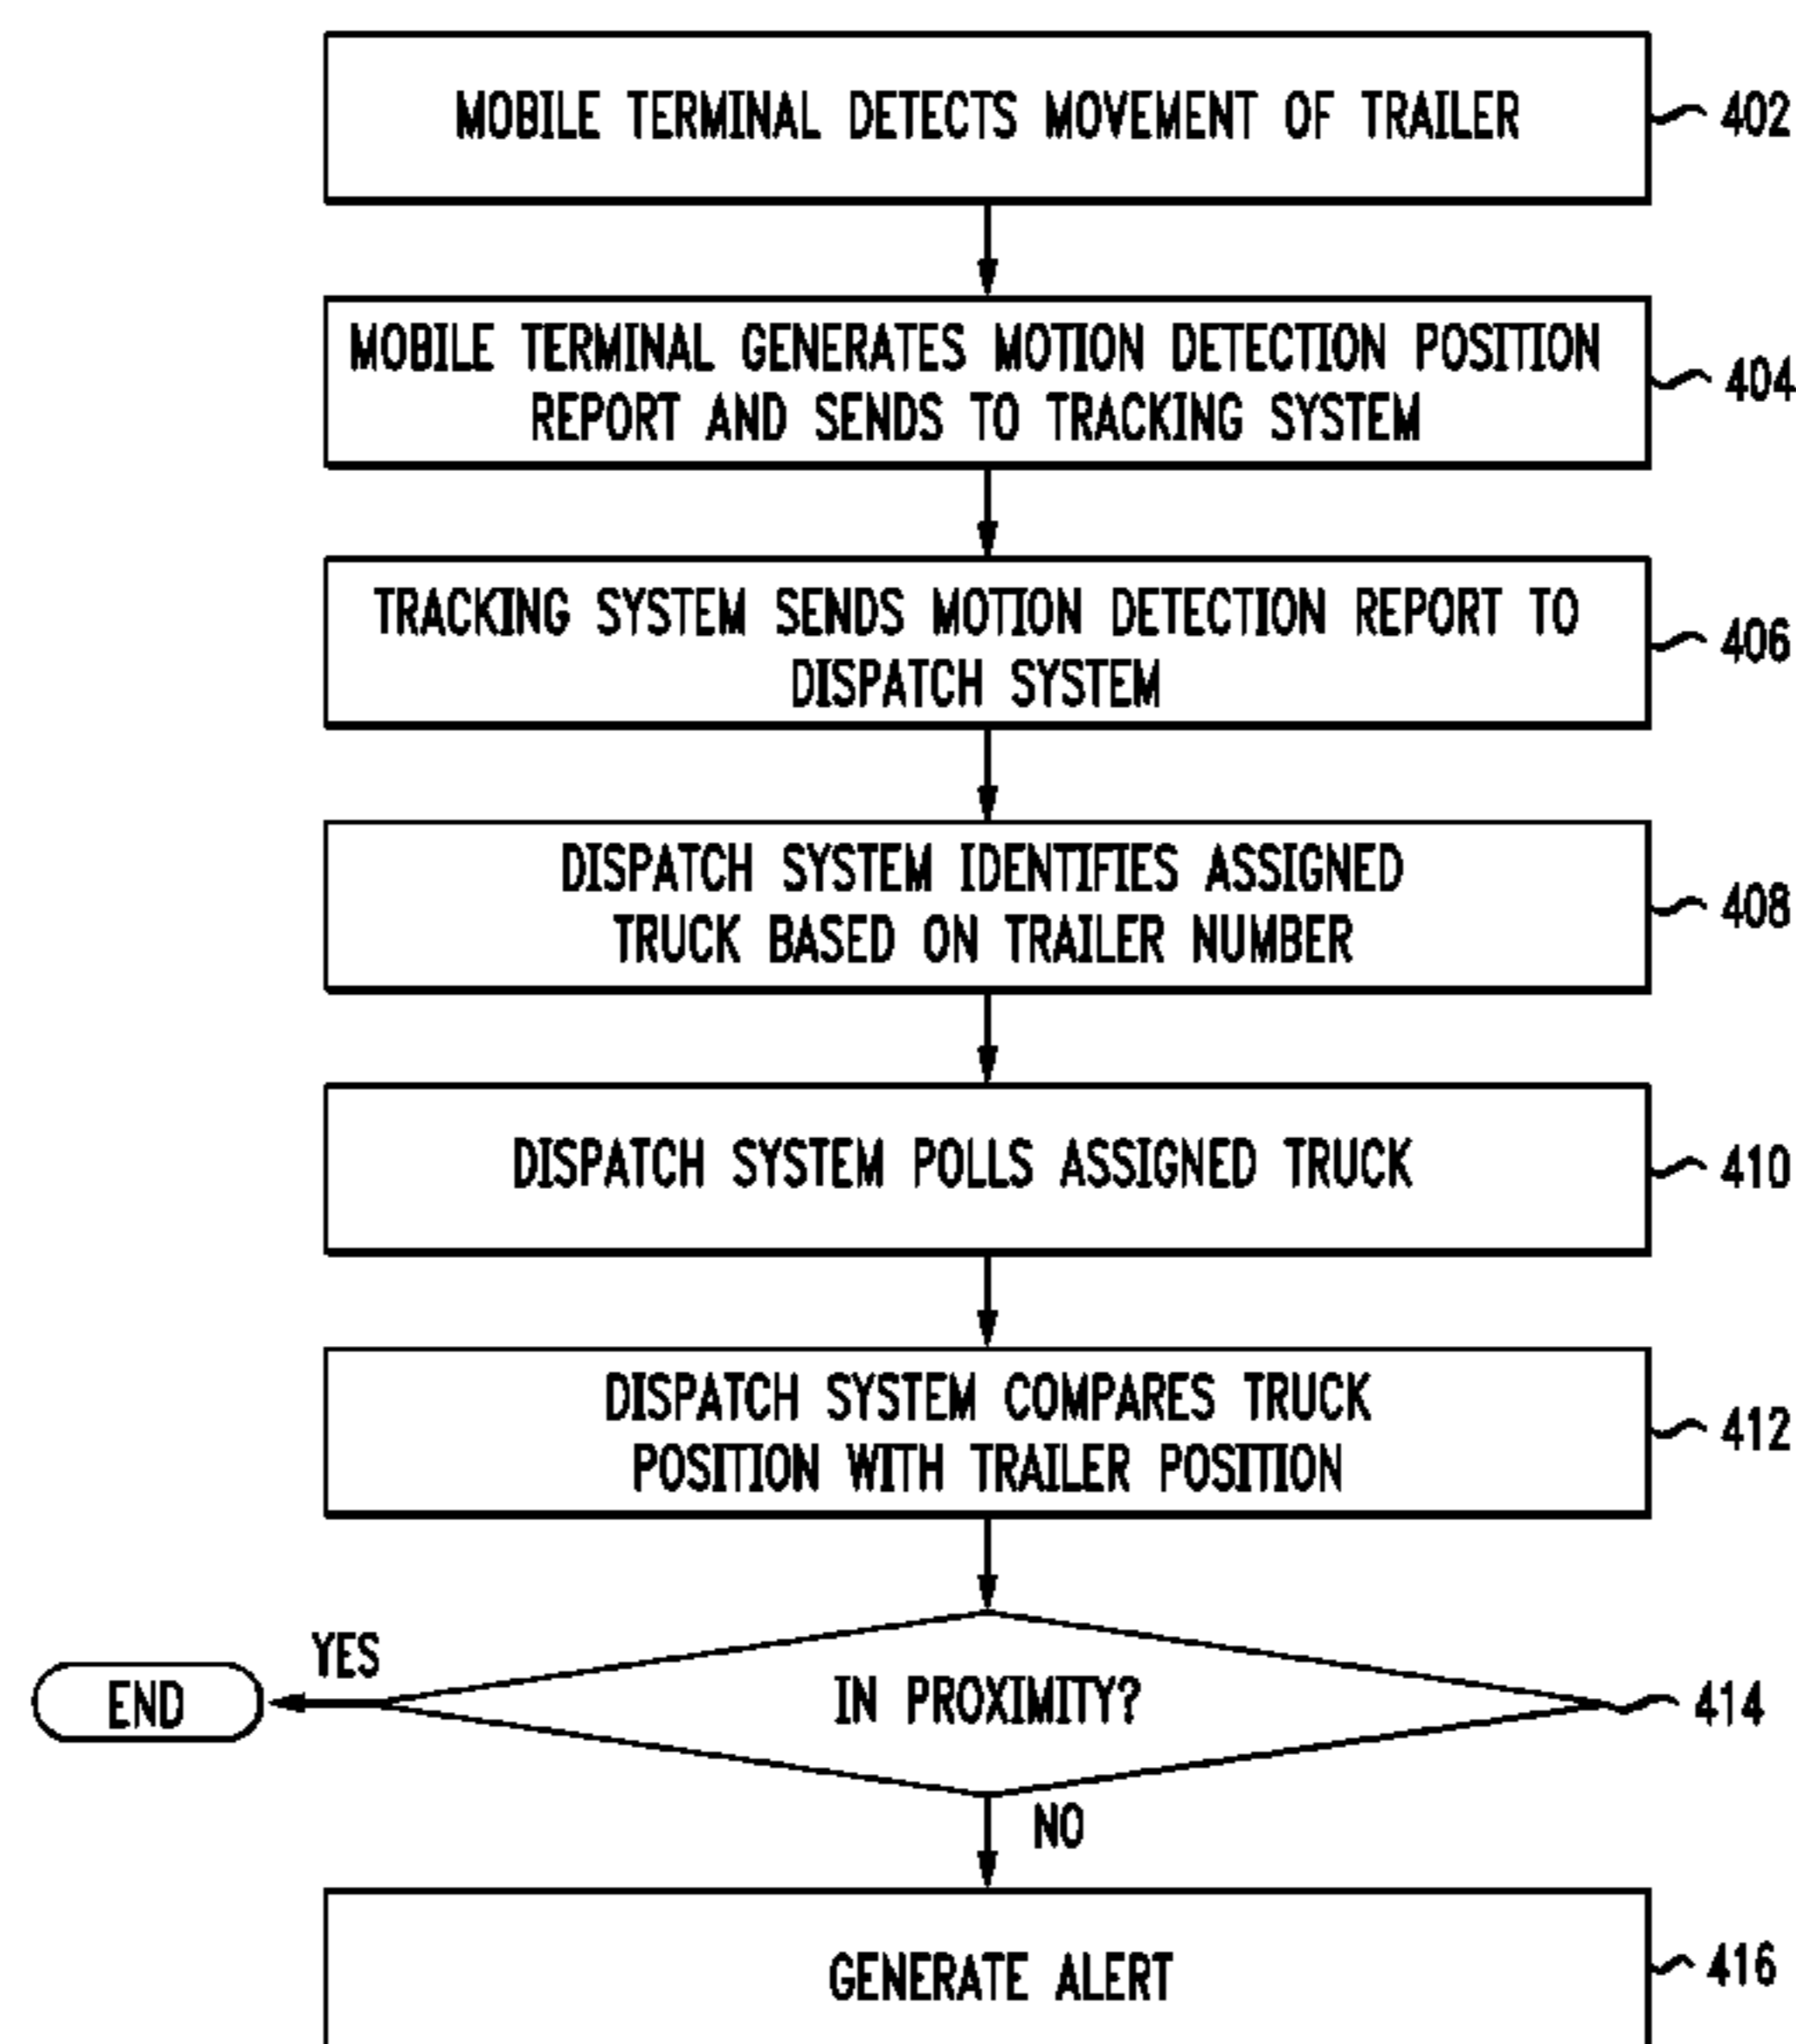 MOBILE TERMINAL DETECTS MOVEMENT OF TRAILER
402
MOBILE TERMINAL GENERATES MOTION DETECTION POSITION
REPORT AND SENDS TO TRACKING SYSTEM
404
TRACKING SYSTEM SENDS MOTION DETECTION REPORT TO
DISPATCH SYSTEM
406
DISPATCH SYSTEM IDENTIFIES ASSIGNED
TRUCK BASED ON TRAILER NUMBER
408
DISPATCH SYSTEM POLLS ASSIGNED TRUCK
410
DISPATCH SYSTEM COMPARES TRUCK
POSITION WITH TRAILER POSITION
412
YES
END
IN PROXIMITY?
414
NO
GENERATE ALERT
416